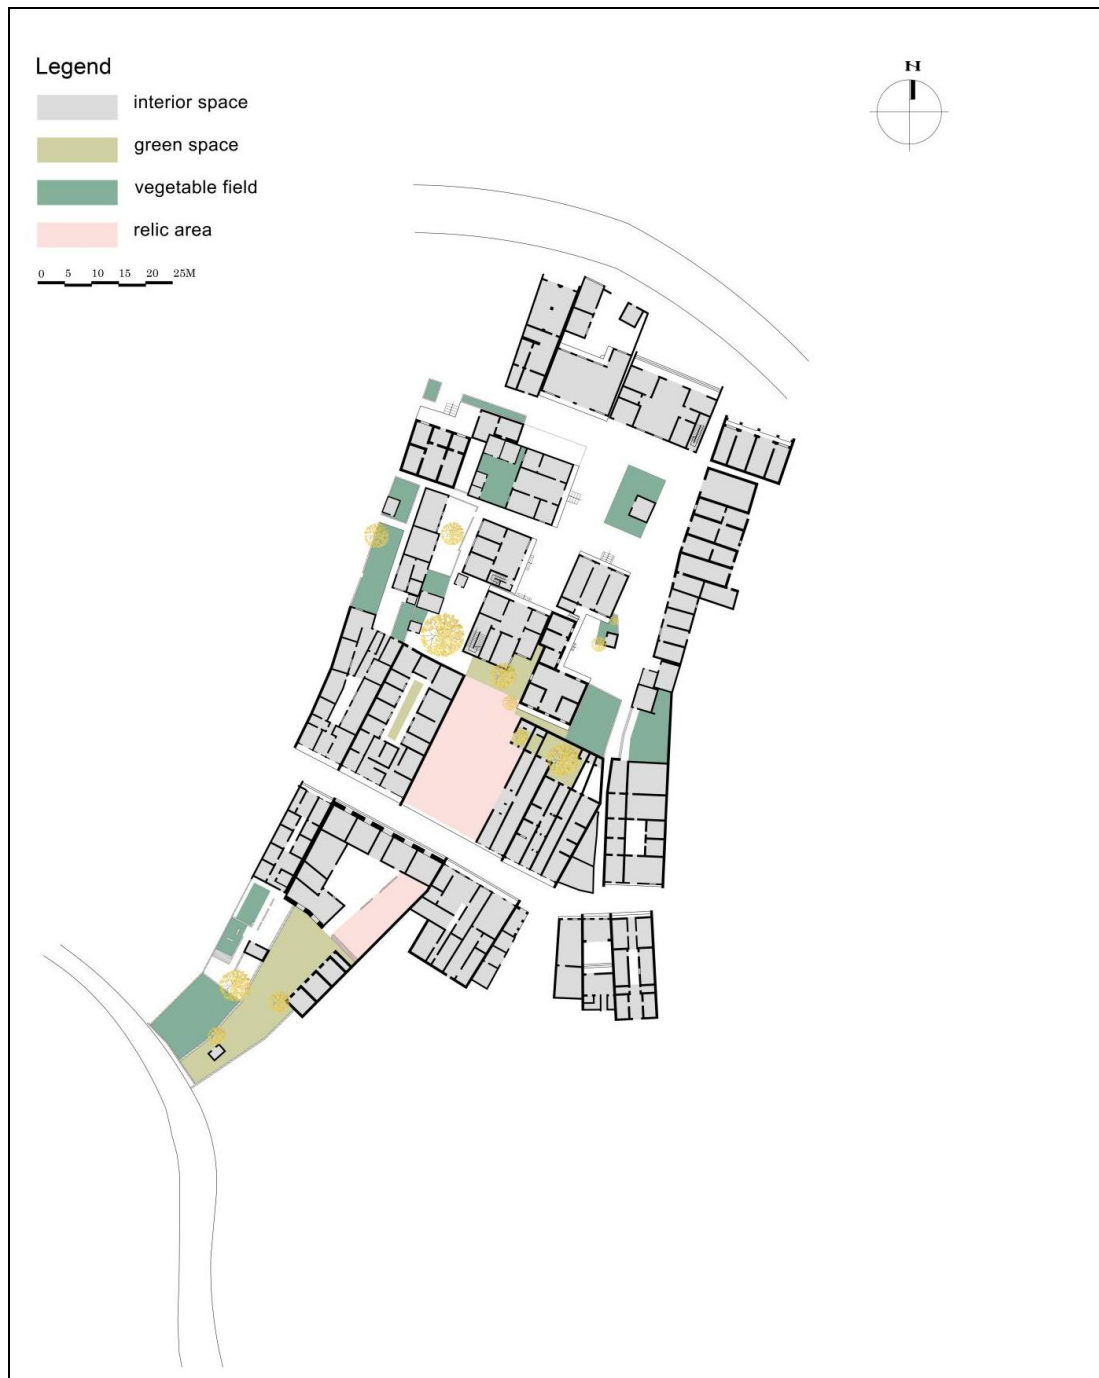 Legend
N
interior space
green space
vegetable field
relic area
0 5 10 15 20 25M